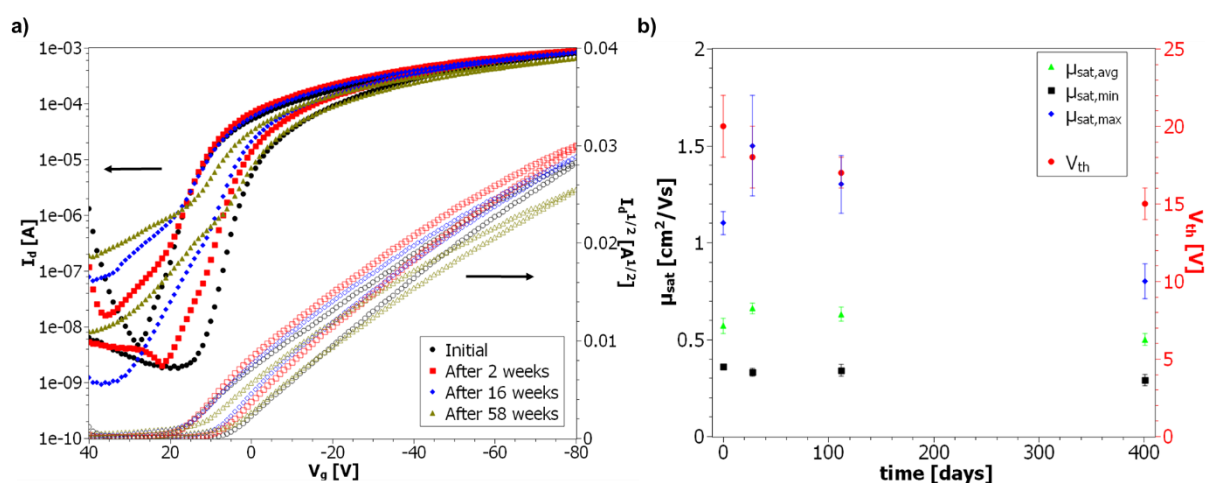 a)
1e-03
1e-04
1e-05
1e-06
1e-07
1e-08
1e-09
1e-10
I_d [A]
40
20
0
-20
-40
-60
-80
V_g [V]
0.04
0.03
0.02
0.01
0
I_d^1/2 [A^1/2]
Initial
After 2 weeks
After 16 weeks
After 58 weeks
b)
2
1.5
1
0.5
0
μ_sat [cm²/Vs]
0
100
200
300
400
time [days]
25
20
15
10
5
0
V_th [V]
μ_sat,avg
μ_sat,min
μ_sat,max
V_th